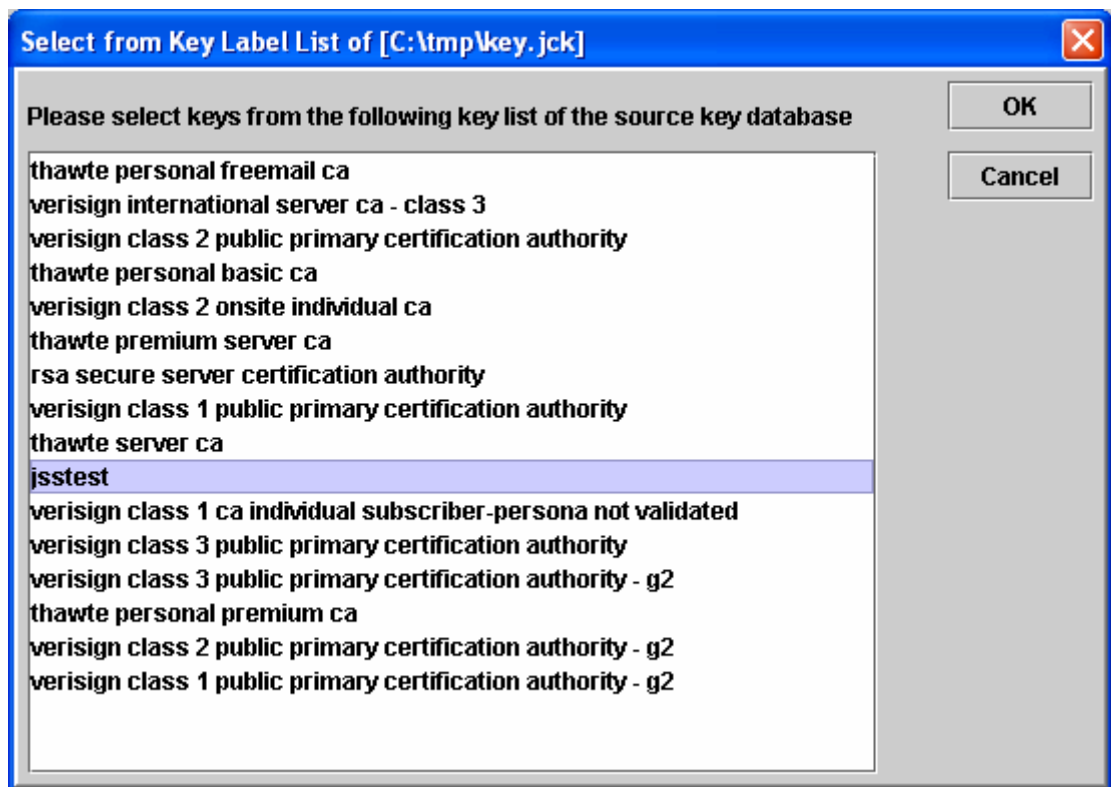 Select from Key Label List of [C:\tmp\key.jck]
Please select keys from the following key list of the source key database
OK
Cancel
thawte personal freemail ca
verisign international server ca - class 3
verisign class 2 public primary certification authority
thawte personal basic ca
verisign class 2 onsite individual ca
thawte premium server ca
rsa secure server certification authority
verisign class 1 public primary certification authority
thawte server ca
jsstest
verisign class 1 ca individual subscriber-persona not validated
verisign class 3 public primary certification authority
verisign class 3 public primary certification authority - g2
thawte personal premium ca
verisign class 2 public primary certification authority - g2
verisign class 1 public primary certification authority - g2